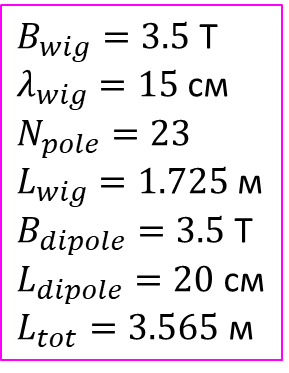 B_wig = 3.5 Т
λ_wig = 15 см
N_pole = 23
L_wig = 1.725 м
B_dipole = 3.5 Т
L_dipole = 20 см
L_tot = 3.565 м